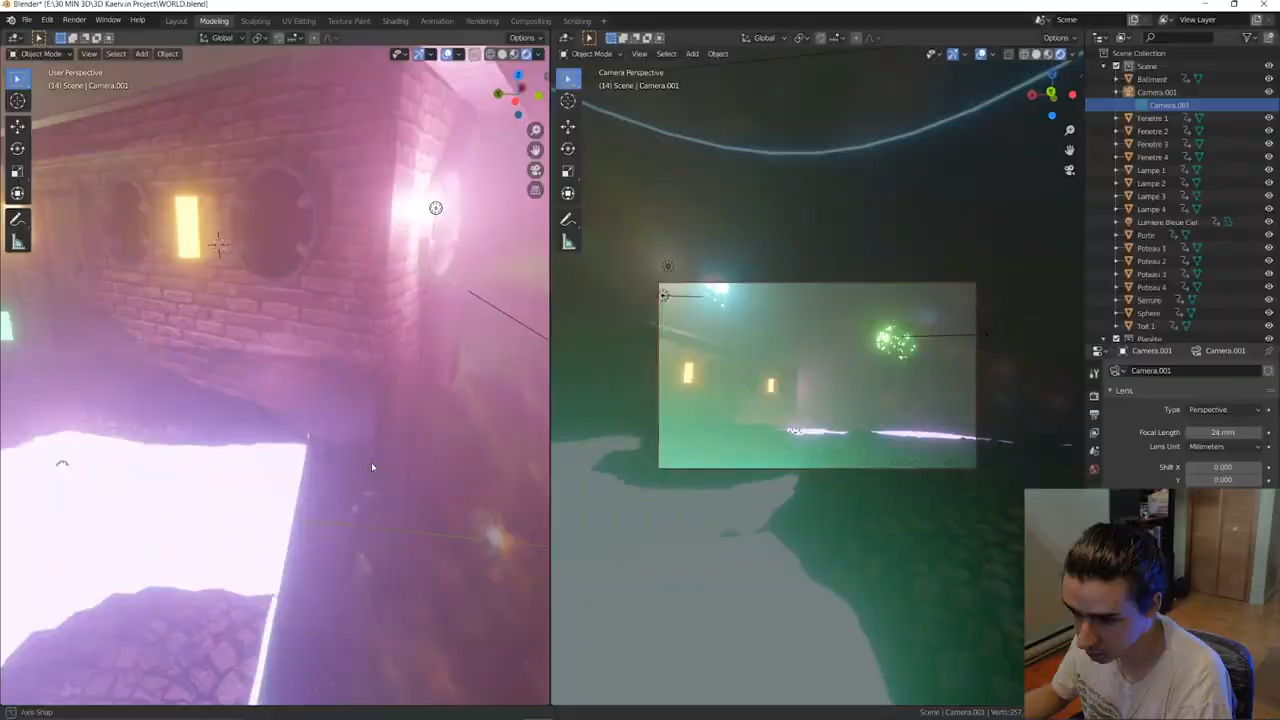 Blender* [E:\30 MIN 3D\3D Kaerv.in Project\WORLD.blend]
File Edit Render Window Help Layout Modeling Sculpting UV Editing Texture Paint Shading Animation Rendering Compositing Scripting Scene View Layer
Global Options Global Options
Object Mode View Select Add Object Object Mode View Select Add Object
Scene Collection
User Perspective
(14) Scene | Camera.001
Camera Perspective
(14) Scene | Camera.001
Scene
Batiment
Camera.001
Camera.001
Fenetre 1
Fenetre 2
Fenetre 3
Fenetre 4
Lampe 1
Lampe 2
Lampe 3
Lampe 4
Lumiere Bleue Ciel
Porte
Poteau 1
Poteau 2
Poteau 3
Poteau 4
Serrure
Sphere
Toit 1
Planète
Camera.001 Camera.001
Camera.001
Lens
Type Perspective
Focal Length 24 mm
Lens Unit Millimeters
Shift X 0.000
Y 0.000
Axis Snap
Scene | Camera.001 | Verts:357